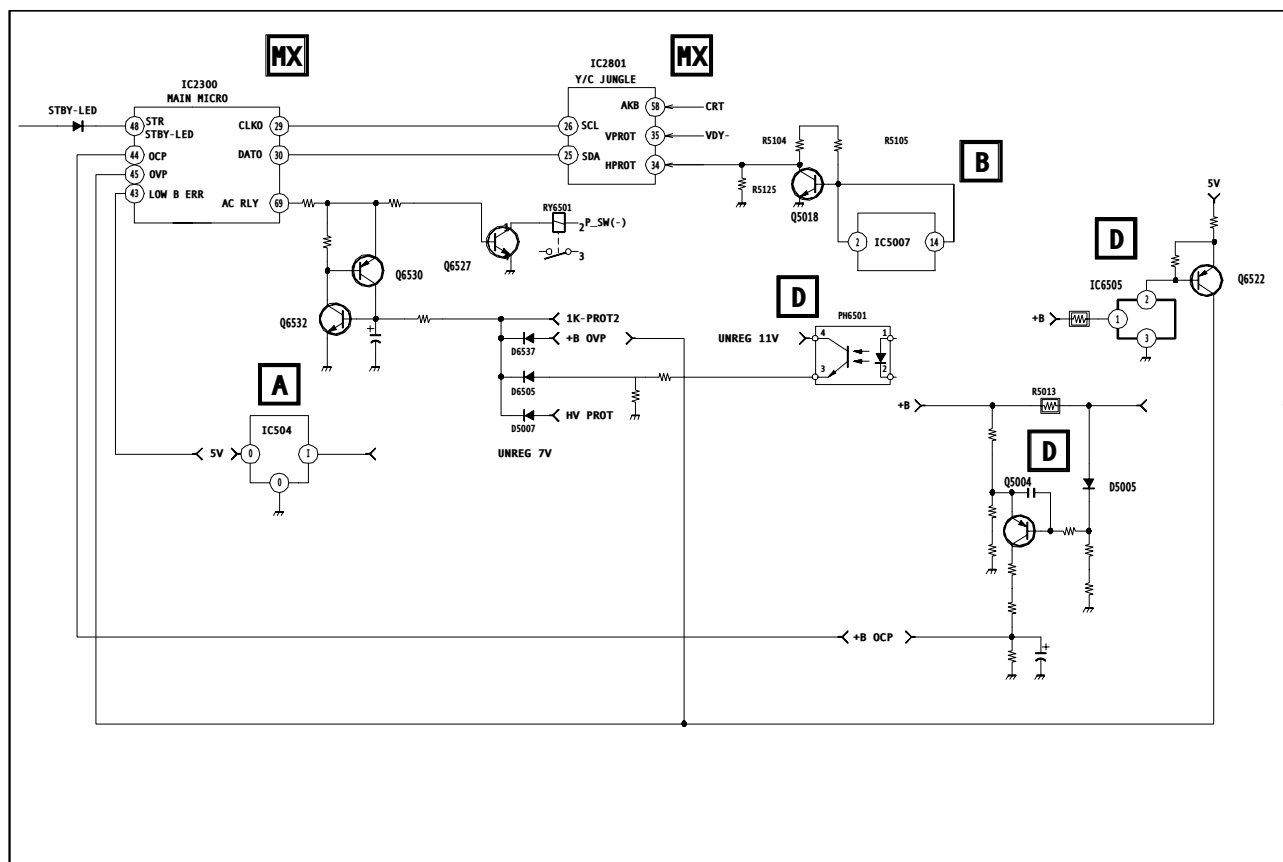 MX
MX
IC2300
MAIN MICRO
IC2801
Y/C JUNGLE
STBY-LED
48
STR
STBY-LED
44
OCP
45
OVP
43
LOW B ERR
CLKO
29
DATO
30
AC RLY
69
26
SCL
25
SDA
AKB
58
CRT
VPROT
35
VDY-
HPROT
34
R5104
R5105
B
R5125
Q5018
2
IC5007
14
5V
RY6501
2
P_SW(-)
3
Q6527
Q6530
Q6532
+
D
IC6505
2
Q6522
+B
1
3
D
PH6501
UNREG 11V
4
1
3
2
1K-PROT2
+B OVP
D6537
D6505
HV PROT
D5007
UNREG 7V
A
IC504
5V
O
I
O
+B
R5013
D
Q5004
D5005
+B OCP
+